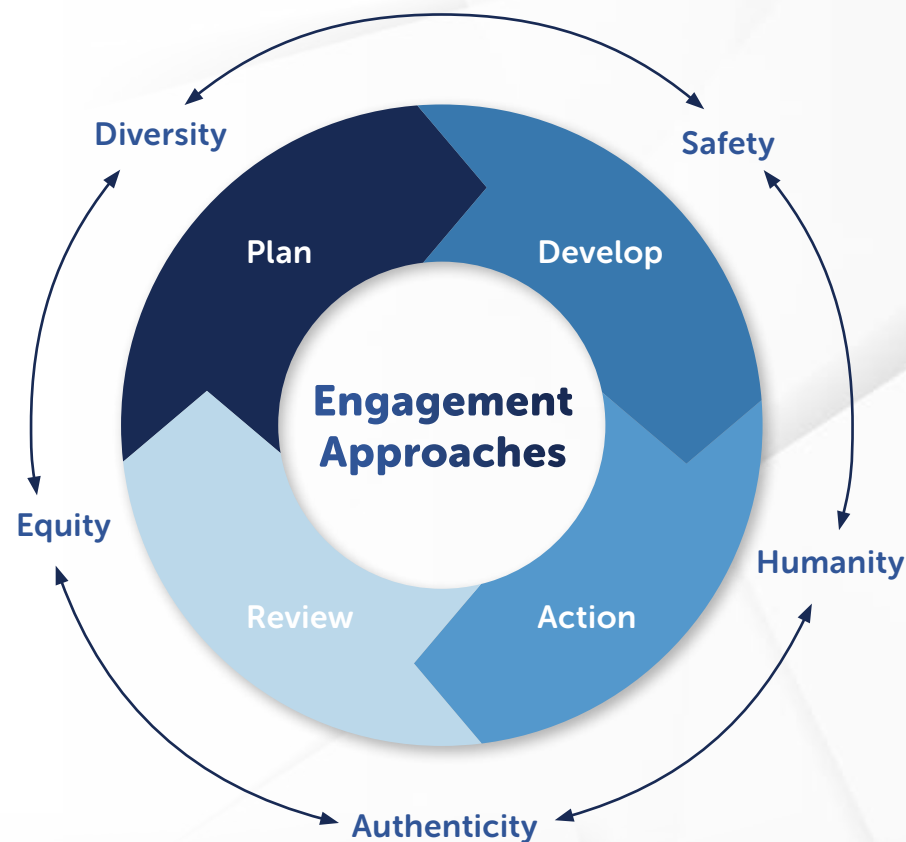 Diversity
Safety
Plan
Develop
Engagement
Approaches
Equity
Humanity
Review
Action
Authenticity